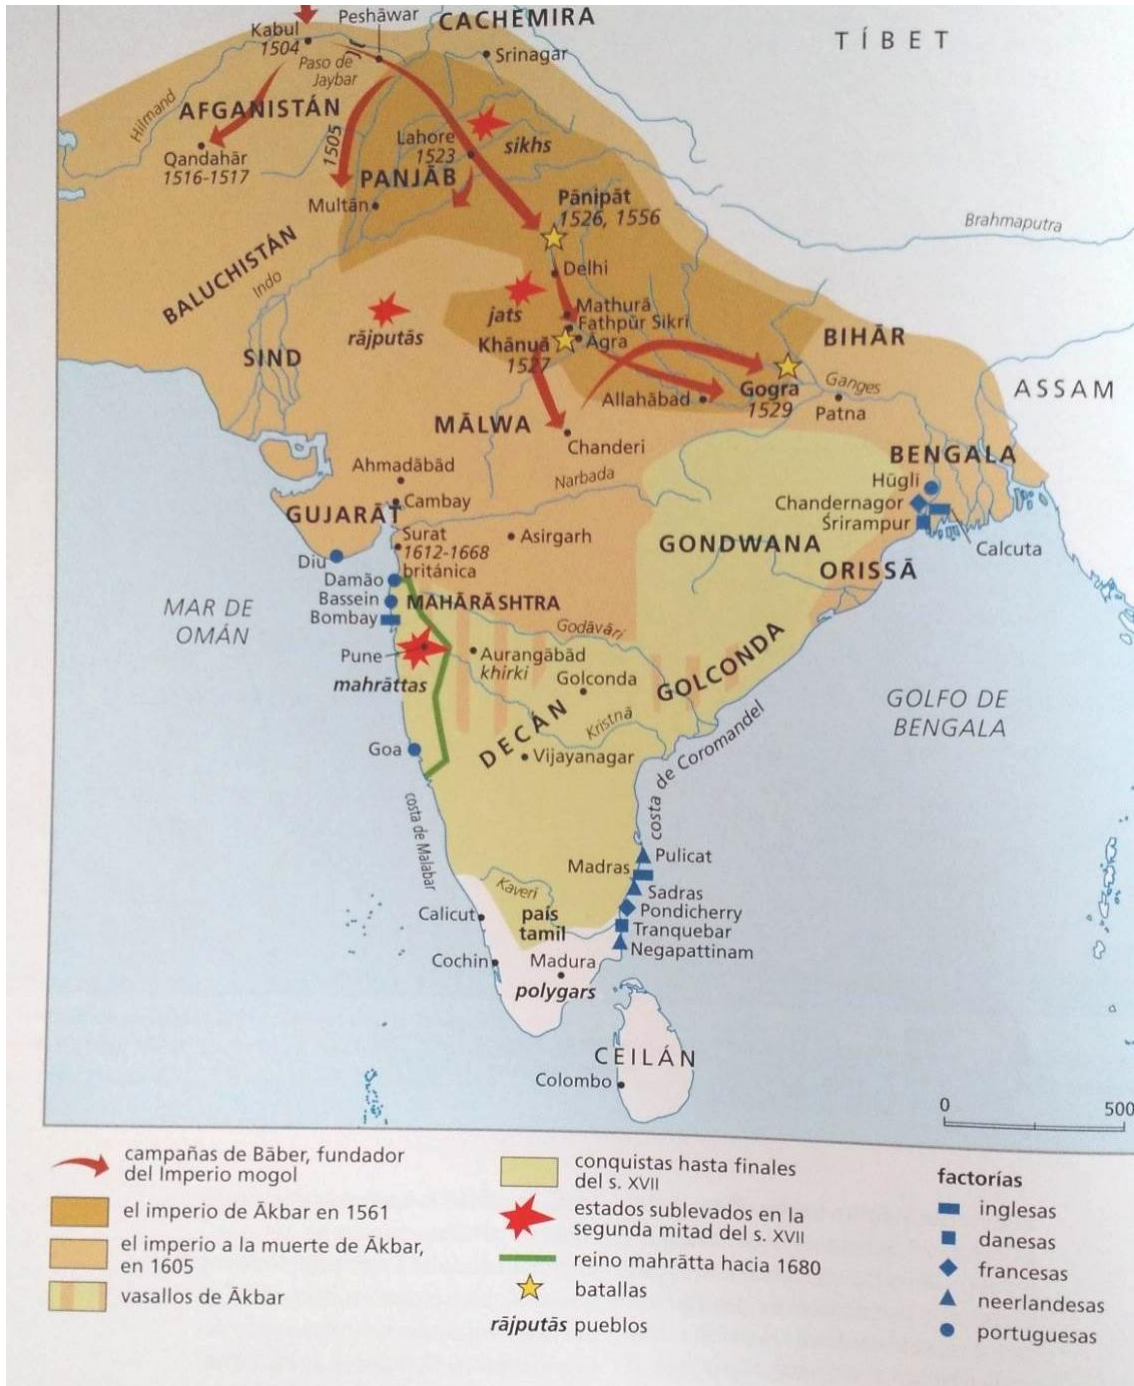 Peshāwar
CACHEMIRA
TÍBET
Kabul
1504
Paso de
Jaybar
Srinagar
Hilmand
AFGANISTÁN
1505
Lahore
1523
sikhs
Qandahār
1516-1517
PANJĀB
Multān
Pānipāt
1526, 1556
Brahmaputra
BALUCHISTÁN
Indo
Delhi
jats
Mathurā
Fathpūr Sikri
rājputās
Khānuā
1527
Āgra
BIHĀR
SIND
Gogra
1529
Ganges
Allahābad
Patna
ASSAM
MĀLWA
Chanderi
BENGALA
Ahmadābād
Narbada
Hūgli
Cambay
Chandernagor
GUJARĀT
Śrirampur
Surat
1612-1668
británica
Asirgarh
GONDWANA
Calcuta
Diu
ORISSĀ
Damão
Bassein
MAHĀRĀSHTRA
Bombay
MAR DE
OMÁN
Godāvāri
Pune
Aurangābād
khirki
mahrāttas
Golconda
GOLCONDA
GOLFO DE
BENGALA
DECÁN
Kristnā
Goa
Vijayanagar
costa de Coromandel
costa de Malabar
Pulicat
Madras
Kaveri
Sadras
Calicut
país
tamil
Pondicherry
Tranquebar
Negapattinam
Cochin
Madura
polygars
CEILÁN
Colombo
0
500
campañas de Bāber, fundador
del Imperio mogol
el imperio de Ākbar en 1561
el imperio a la muerte de Ākbar,
en 1605
vasallos de Ākbar
conquistas hasta finales
del s. XVII
estados sublevados en la
segunda mitad del s. XVII
reino mahrātta hacia 1680
batallas
rājputās pueblos
factorías
inglesas
danesas
francesas
neerlandesas
portuguesas